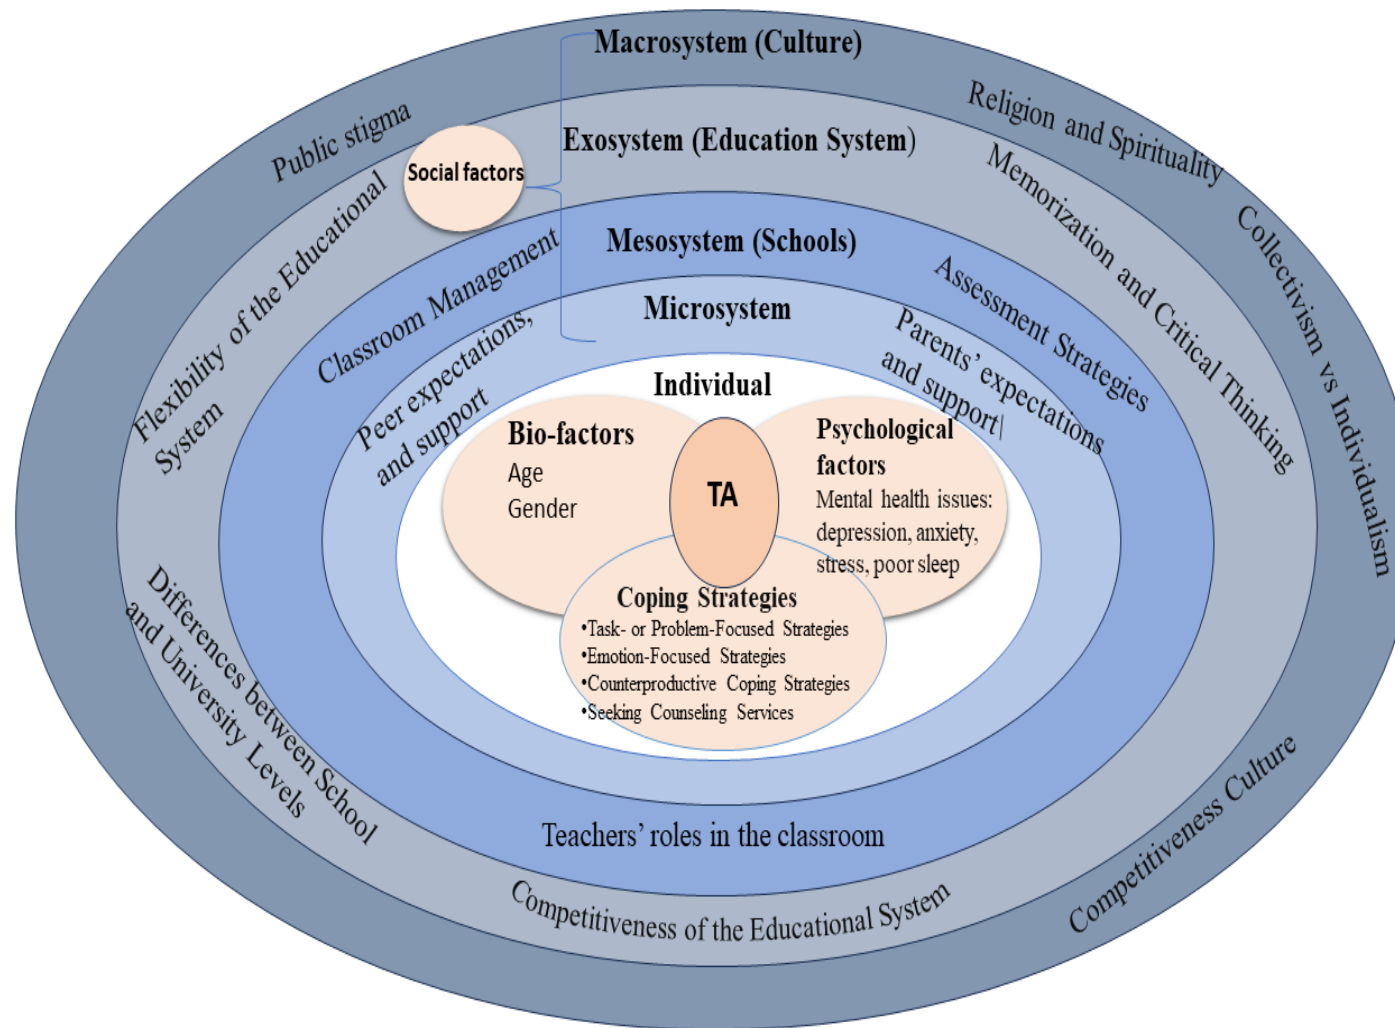 Macrosystem (Culture)
Public stigma
Religion and Spirituality
Collectivism vs Individualism
Competitiveness Culture
Social factors
Exosystem (Education System)
Flexibility of the Educational
System
Memorization and Critical Thinking
Differences between School
and University Levels
Competitiveness of the Educational System
Mesosystem (Schools)
Classroom Management
Assessment Strategies
Teachers’ roles in the classroom
Microsystem
Peer expectations,
and support
Parents’ expectations
and support|
Individual
Bio-factors
Age
Gender
TA
Psychological
factors
Mental health issues:
depression, anxiety,
stress, poor sleep
Coping Strategies
•Task- or Problem-Focused Strategies
•Emotion-Focused Strategies
•Counterproductive Coping Strategies
•Seeking Counseling Services